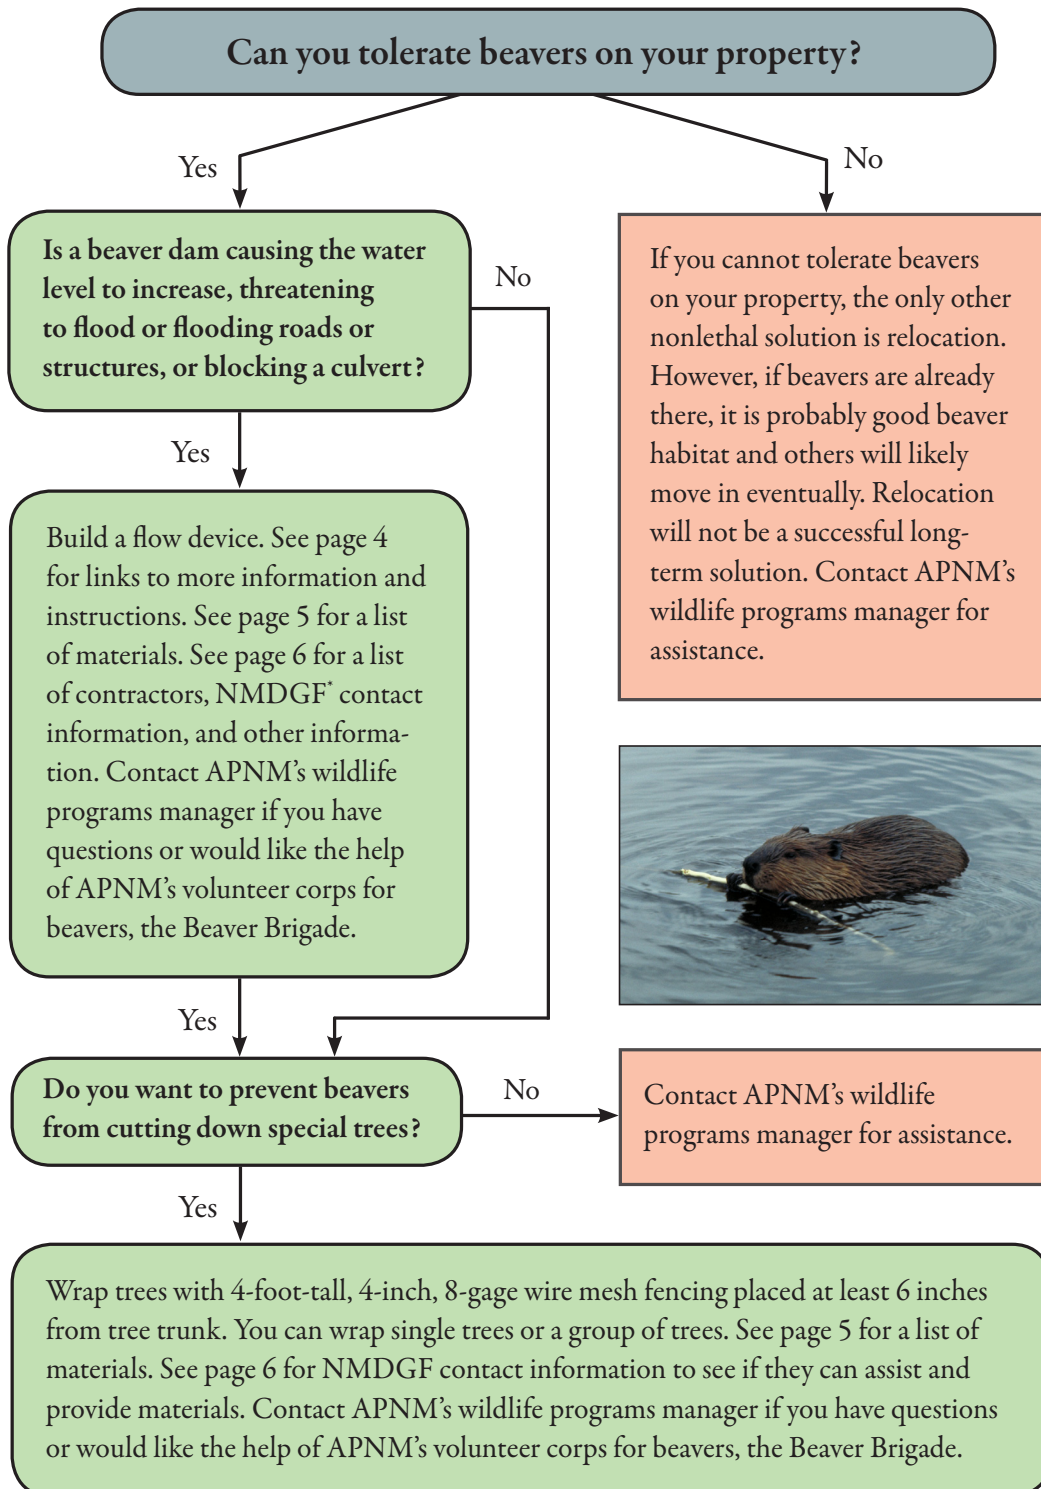 Can you tolerate beavers on your property?
Yes
No
Is a beaver dam causing the water
level to increase, threatening
to flood or flooding roads or
structures, or blocking a culvert?
No
If you cannot tolerate beavers
on your property, the only other
nonlethal solution is relocation.
However, if beavers are already
there, it is probably good beaver
habitat and others will likely
move in eventually. Relocation
will not be a successful long-
term solution. Contact APNM's
wildlife programs manager for
assistance.
Yes
Build a flow device. See page 4
for links to more information and
instructions. See page 5 for a list
of materials. See page 6 for a list
of contractors, NMDGF* contact
information, and other informa-
tion. Contact APNM's wildlife
programs manager if you have
questions or would like the help
of APNM's volunteer corps for
beavers, the Beaver Brigade.
Yes
Do you want to prevent beavers
from cutting down special trees?
No
Contact APNM's wildlife
programs manager for assistance.
Yes
Wrap trees with 4-foot-tall, 4-inch, 8-gage wire mesh fencing placed at least 6 inches
from tree trunk. You can wrap single trees or a group of trees. See page 5 for a list of
materials. See page 6 for NMDGF contact information to see if they can assist and
provide materials. Contact APNM's wildlife programs manager if you have questions
or would like the help of APNM's volunteer corps for beavers, the Beaver Brigade.